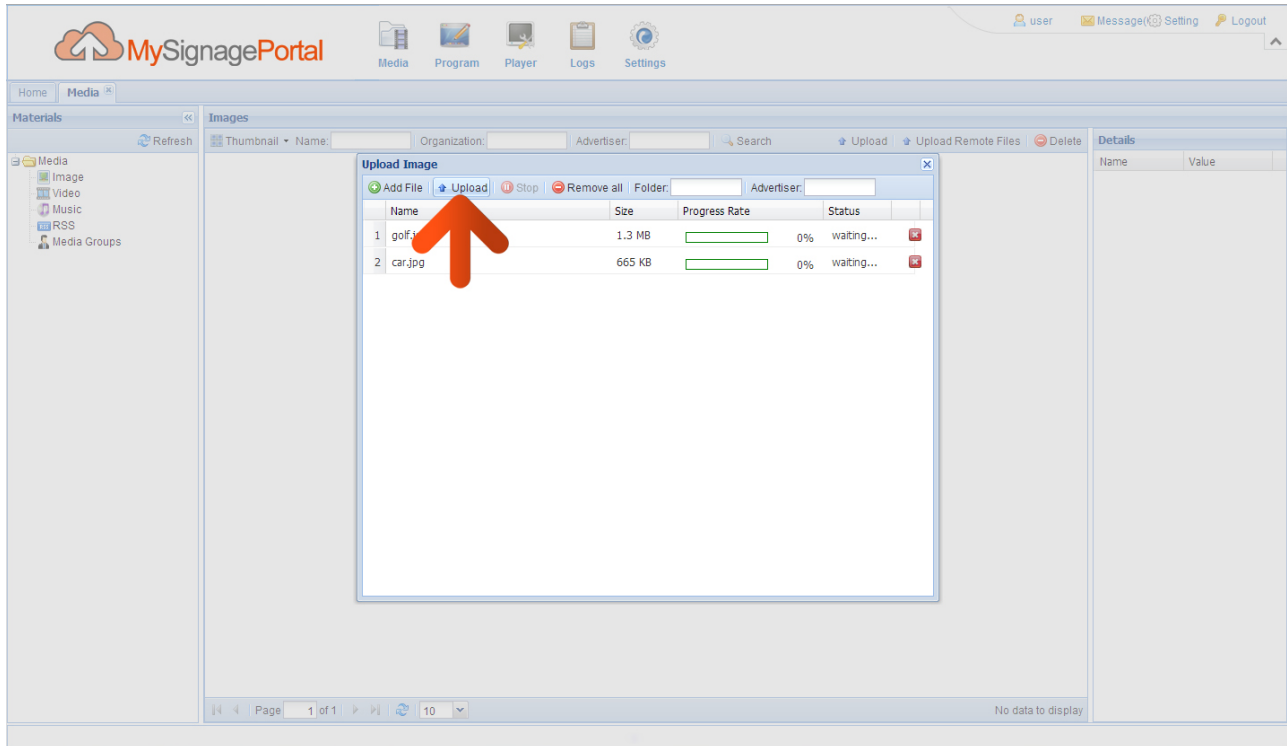 user Message( Setting Logout
MySignagePortal
Media Program Player Logs Settings
Home Media
Materials Images
Refresh Thumbnail Name: Organization: Advertiser: Search Upload Upload Remote Files Delete Details
Name Value
Media
Image
Video
Music
RSS
Media Groups
Upload Image
Add File Upload Stop Remove all Folder: Advertiser:
Name Size Progress Rate Status
1 1.3 MB 0% waiting...
2 car.jpg 665 KB 0% waiting...
Page 1 of 1 10 No data to display